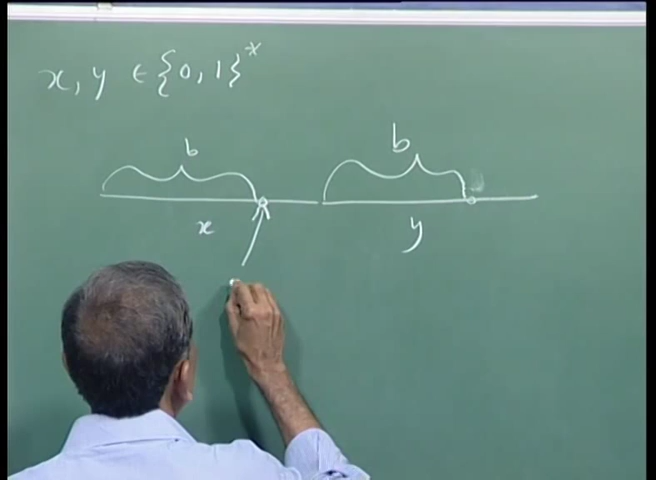 x, y ∈ {0, 1}*
b b
x y